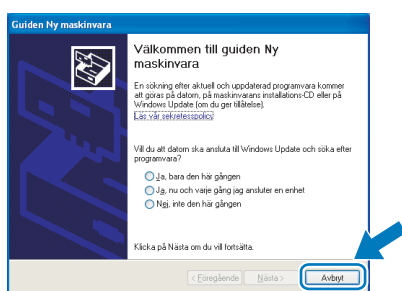 Guiden Ny maskinvara
Välkommen till guiden Ny
maskinvara
En sökning efter aktuell och uppdaterad programvara kommer
att göras på datorn, på maskinvarans installations-CD eller på
Windows Update (om du ger tillåtelse).
Läs vår sekretesspolicy
Vill du att datorn ska ansluta till Windows Update och söka efter
programvara?
Ja, bara den här gången
Ja, nu och varje gång jag ansluter en enhet
Nej, inte den här gången
Klicka på Nästa om du vill fortsätta.
< Föregående Nästa > Avbryt